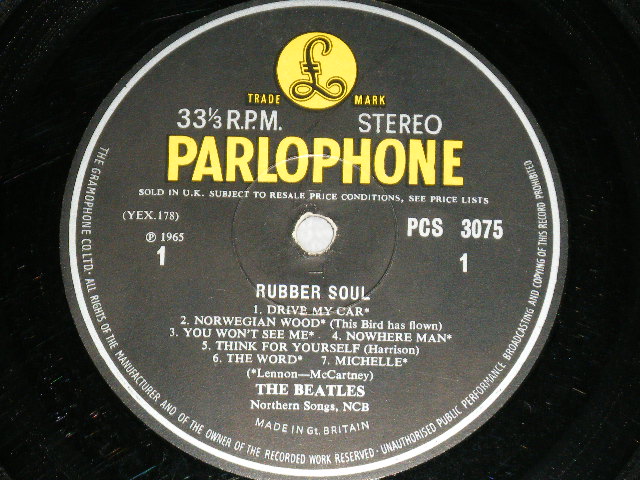 £
TRADE MARK
33⅓ R.P.M. STEREO
PARLOPHONE
SOLD IN U.K. SUBJECT TO RESALE PRICE CONDITIONS, SEE PRICE LISTS
(YEX.178)
PCS 3075
℗ 1965
1
1
RUBBER SOUL
1. DRIVE MY CAR*
2. NORWEGIAN WOOD* (This Bird has flown)
3. YOU WON'T SEE ME* 4. NOWHERE MAN*
5. THINK FOR YOURSELF (Harrison)
6. THE WORD* 7. MICHELLE*
(*Lennon—McCartney)
THE BEATLES
Northern Songs, NCB
MADE IN Gt. BRITAIN
THE GRAMOPHONE CO. LTD · ALL RIGHTS OF THE MANUFACTURER AND OF THE OWNER OF THE RECORDED WORK RESERVED · UNAUTHORISED PUBLIC PERFORMANCE BROADCASTING AND COPYING OF THIS RECORD PROHIBITED